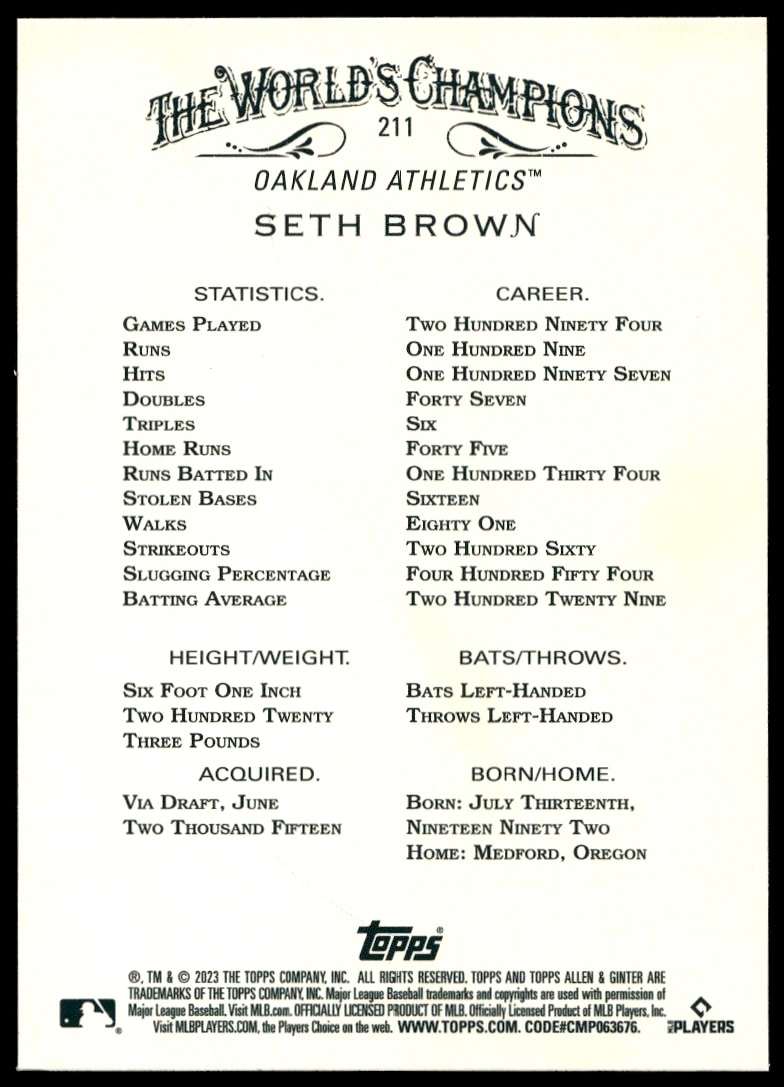 THE WORLD'S CHAMPIONS
211
OAKLAND ATHLETICS™
SETH BROWN
STATISTICS. CAREER.
GAMES PLAYED TWO HUNDRED NINETY FOUR
RUNS ONE HUNDRED NINE
HITS ONE HUNDRED NINETY SEVEN
DOUBLES FORTY SEVEN
TRIPLES SIX
HOME RUNS FORTY FIVE
RUNS BATTED IN ONE HUNDRED THIRTY FOUR
STOLEN BASES SIXTEEN
WALKS EIGHTY ONE
STRIKEOUTS TWO HUNDRED SIXTY
SLUGGING PERCENTAGE FOUR HUNDRED FIFTY FOUR
BATTING AVERAGE TWO HUNDRED TWENTY NINE
HEIGHT/WEIGHT.
SIX FOOT ONE INCH
TWO HUNDRED TWENTY
THREE POUNDS
BATS/THROWS.
BATS LEFT-HANDED
THROWS LEFT-HANDED
ACQUIRED.
VIA DRAFT, JUNE
TWO THOUSAND FIFTEEN
BORN/HOME.
BORN: JULY THIRTEENTH,
NINETEEN NINETY TWO
HOME: MEDFORD, OREGON
Topps®
®, TM & © 2023 THE TOPPS COMPANY, INC. ALL RIGHTS RESERVED. TOPPS AND TOPPS ALLEN & GINTER ARE
TRADEMARKS OF THE TOPPS COMPANY, INC. Major League Baseball trademarks and copyrights are used with permission of
Major League Baseball. Visit MLB.com. OFFICIALLY LICENSED PRODUCT OF MLB. Officially Licensed Product of MLB Players, Inc.
Visit MLBPLAYERS.COM, the Players Choice on the web. WWW.TOPPS.COM. CODE#CMP063676.
®
MLB PLAYERS